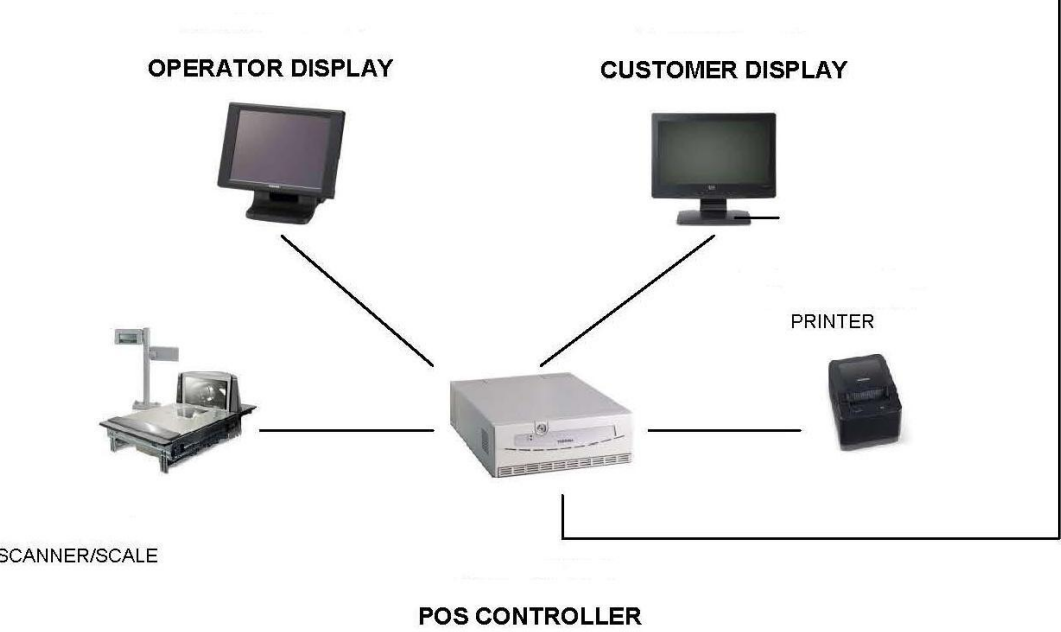 OPERATOR DISPLAY
CUSTOMER DISPLAY
PRINTER
SCANNER/SCALE
POS CONTROLLER